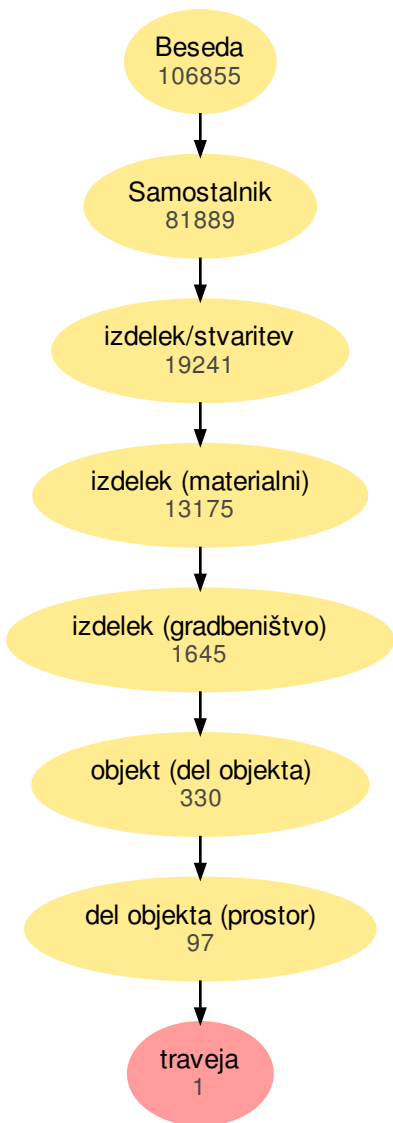 Beseda
106855
Samostalnik
81889
izdelek/stvaritev
19241
izdelek (materialni)
13175
izdelek (gradbeništvo)
1645
objekt (del objekta)
330
del objekta (prostor)
97
traveja
1